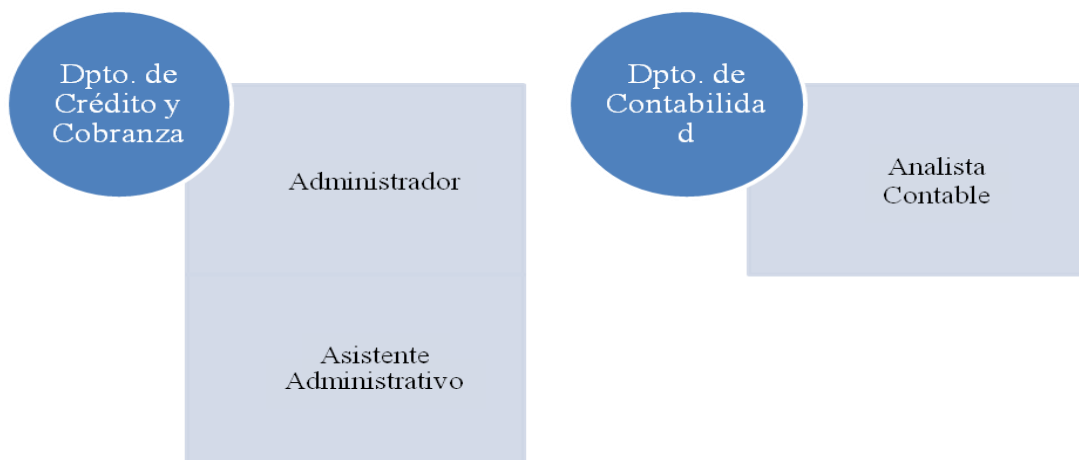 Dpto. de
Crédito y
Cobranza
Administrador
Asistente
Administrativo
Dpto. de
Contabilida
d
Analista
Contable